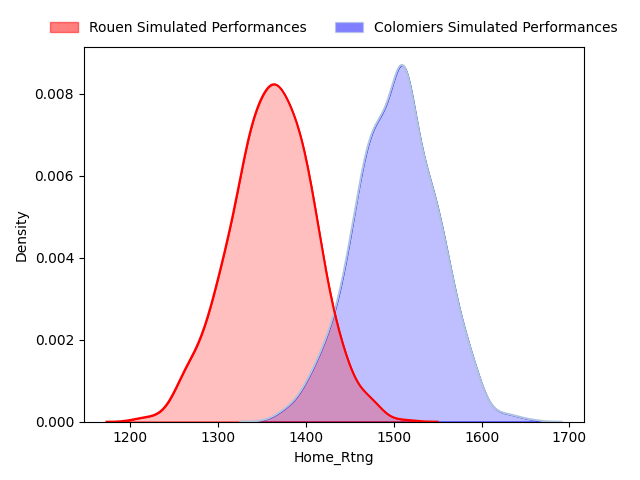 Rouen Simulated Performances Colomiers Simulated Performances
0.008
0.006
0.004
0.002
0.000
Density
1200 1300 1400 1500 1600 1700
Home_Rtng